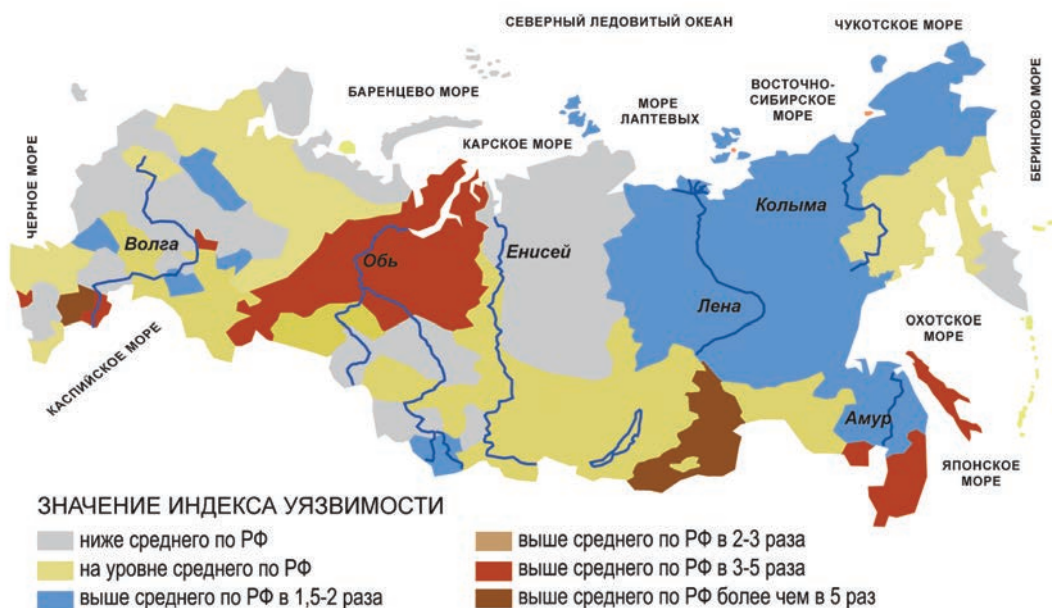 СЕВЕРНЫЙ ЛЕДОВИТЫЙ ОКЕАН
ЧУКОТСКОЕ МОРЕ
БАРЕНЦЕВО МОРЕ
ВОСТОЧНО-
СИБИРСКОЕ
МОРЕ
МОРЕ
ЛАПТЕВЫХ
КАРСКОЕ МОРЕ
БЕРИНГОВО МОРЕ
ЧЕРНОЕ МОРЕ
Волга
Обь
Енисей
Колыма
Лена
Амур
КАСПИЙСКОЕ МОРЕ
ОХОТСКОЕ
МОРЕ
ЯПОНСКОЕ
МОРЕ
ЗНАЧЕНИЕ ИНДЕКСА УЯЗВИМОСТИ
ниже среднего по РФ
на уровне среднего по РФ
выше среднего по РФ в 1,5-2 раза
выше среднего по РФ в 2-3 раза
выше среднего по РФ в 3-5 раза
выше среднего по РФ более чем в 5 раз